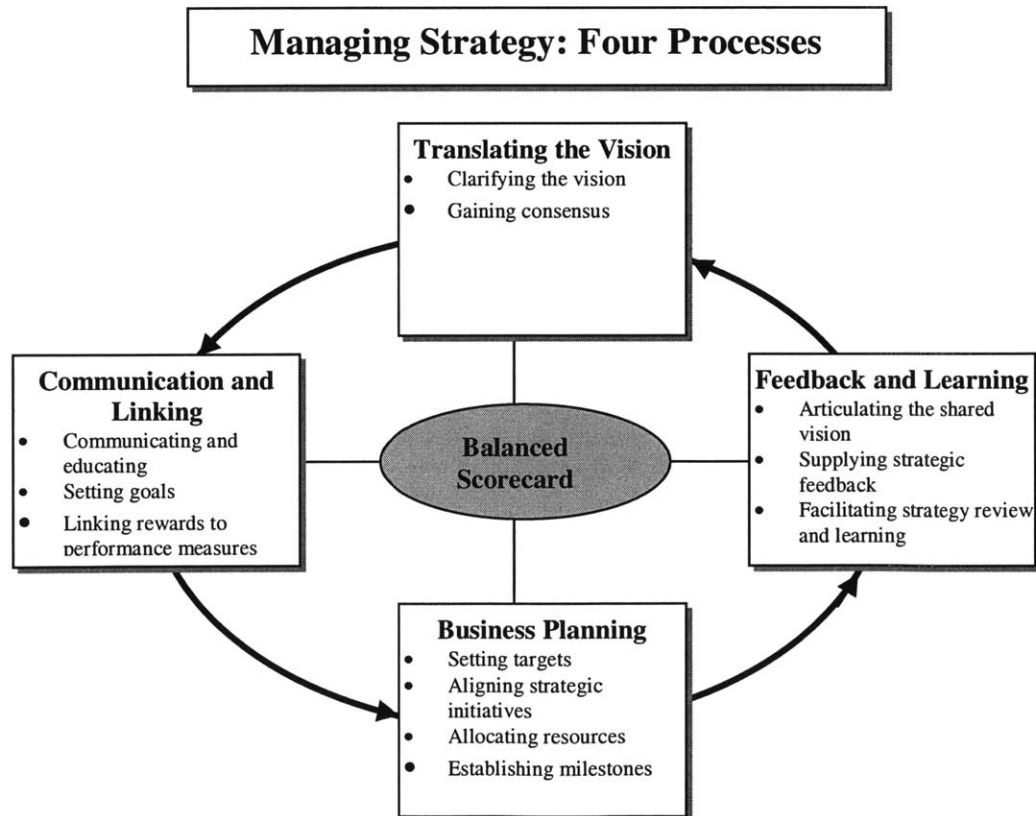 Managing Strategy: Four Processes
Translating the Vision
• Clarifying the vision
• Gaining consensus
Communication and
Linking
• Communicating and
educating
• Setting goals
• Linking rewards to
performance measures
Balanced
Scorecard
Feedback and Learning
• Articulating the shared
vision
• Supplying strategic
feedback
• Facilitating strategy review
and learning
Business Planning
• Setting targets
• Aligning strategic
initiatives
• Allocating resources
• Establishing milestones